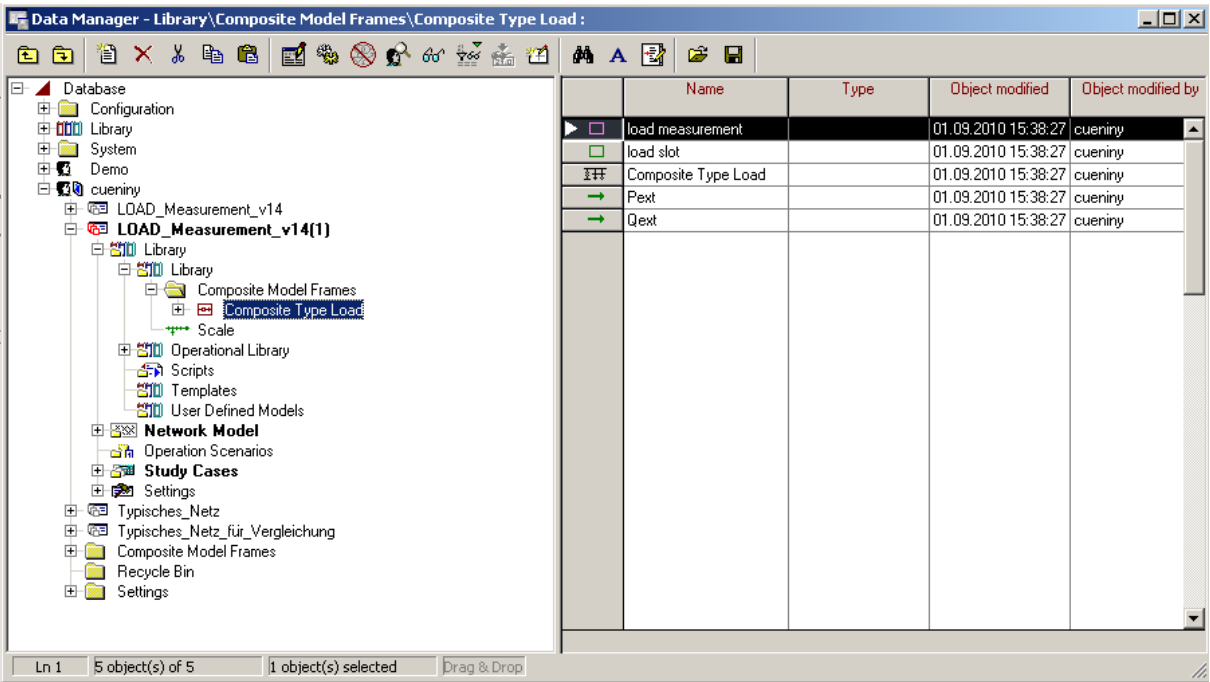 Data Manager - Library\Composite Model Frames\Composite Type Load :
Database
Configuration
Library
System
Demo
cueniny
LOAD_Measurement_v14
LOAD_Measurement_v14(1)
Library
Library
Composite Model Frames
Composite Type Load
Scale
Operational Library
Scripts
Templates
User Defined Models
Network Model
Operation Scenarios
Study Cases
Settings
Typisches_Netz
Typisches_Netz_für_Vergleichung
Composite Model Frames
Recycle Bin
Settings
Name Type Object modified Object modified by
load measurement 01.09.2010 15:38:27 cueniny
load slot 01.09.2010 15:38:27 cueniny
Composite Type Load 01.09.2010 15:38:27 cueniny
Pext 01.09.2010 15:38:27 cueniny
Qext 01.09.2010 15:38:27 cueniny
Ln 1 5 object(s) of 5 1 object(s) selected Drag & Drop